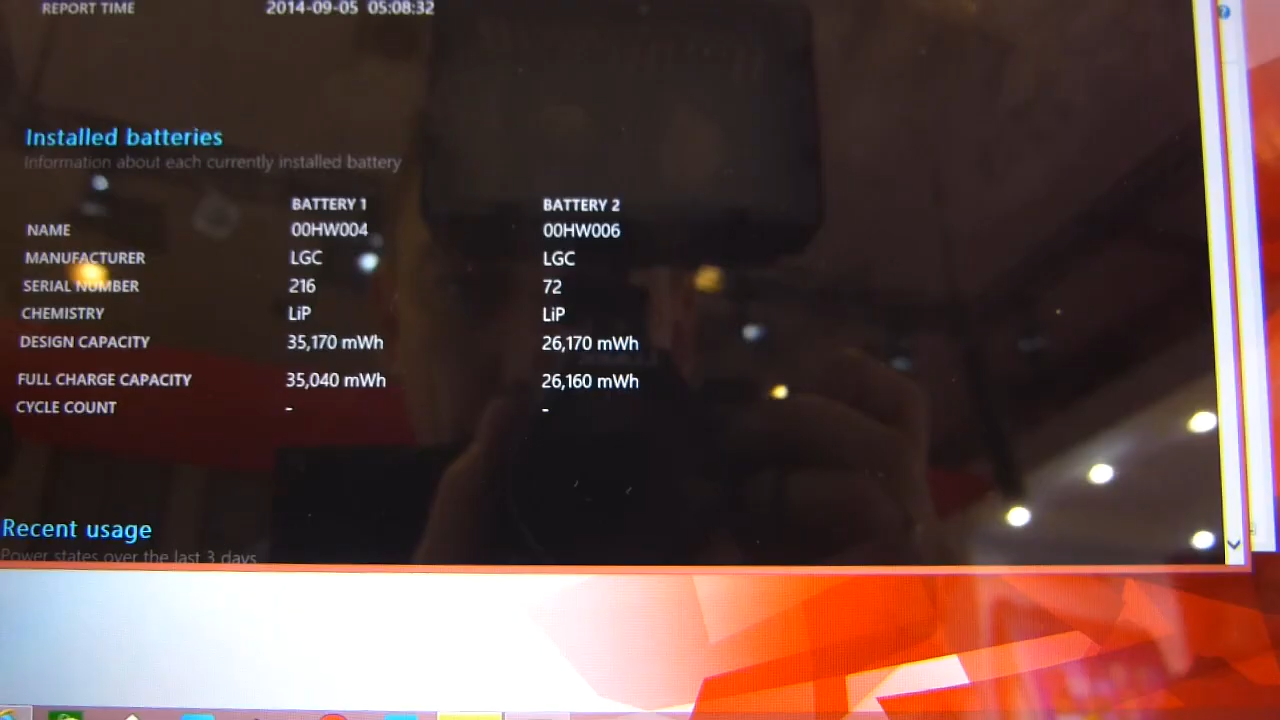 REPORT TIME 2014-09-05 05:08:32
Installed batteries
Information about each currently installed battery
BATTERY 1 BATTERY 2
NAME 00HW004 00HW006
MANUFACTURER LGC LGC
SERIAL NUMBER 216 72
CHEMISTRY LiP LiP
DESIGN CAPACITY 35,170 mWh 26,170 mWh
FULL CHARGE CAPACITY 35,040 mWh 26,160 mWh
CYCLE COUNT - -
Recent usage
Power states over the last 3 days